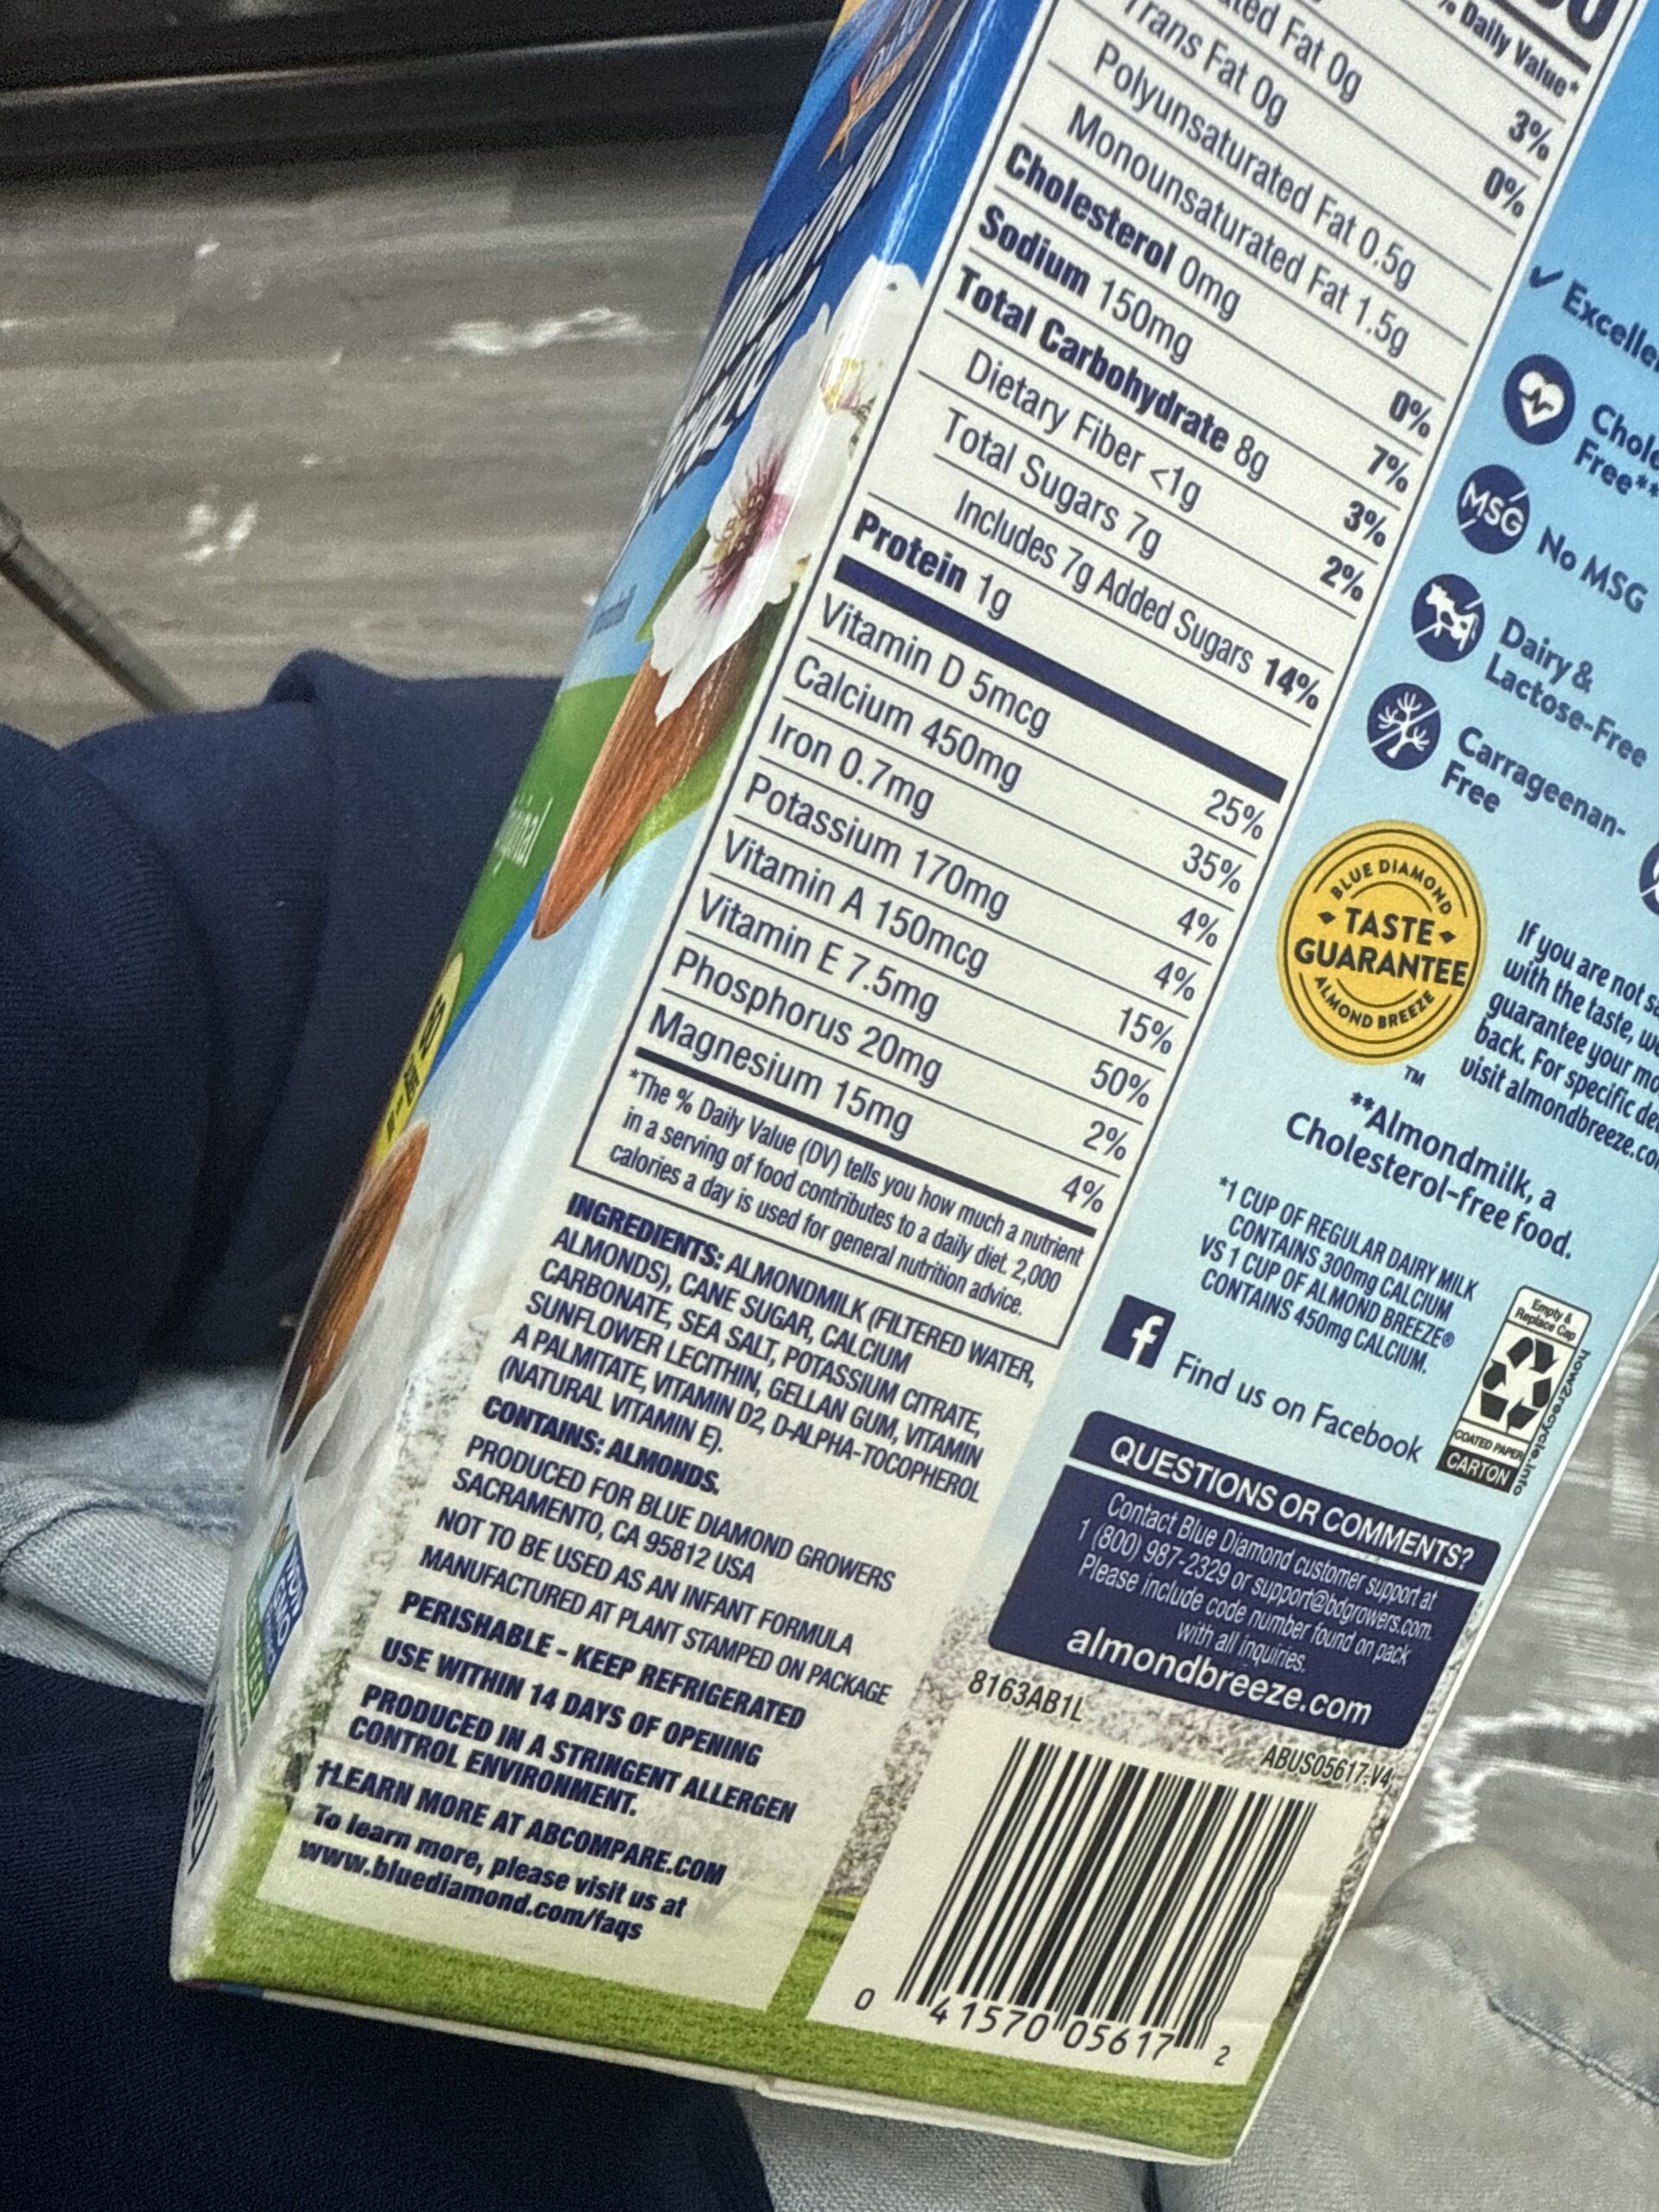 % Daily Value*
Fat 0g
3%
Trans Fat 0g
0%
Polyunsaturated Fat 0.5g
Monounsaturated Fat 1.5g
Cholesterol 0mg
0%
Sodium 150mg
7%
Total Carbohydrate 8g
3%
Dietary Fiber <1g
2%
Total Sugars 7g
Includes 7g Added Sugars 14%
Protein 1g
Vitamin D 5mcg
25%
Calcium 450mg
35%
Iron 0.7mg
4%
Potassium 170mg
4%
Vitamin A 150mcg
15%
Vitamin E 7.5mg
50%
Phosphorus 20mg
2%
Magnesium 15mg
4%
*The % Daily Value (DV) tells you how much a nutrient
in a serving of food contributes to a daily diet. 2,000
calories a day is used for general nutrition advice.
INGREDIENTS: ALMONDMILK (FILTERED WATER,
ALMONDS), CANE SUGAR, CALCIUM
CARBONATE, SEA SALT, POTASSIUM CITRATE,
SUNFLOWER LECITHIN, GELLAN GUM, VITAMIN
A PALMITATE, VITAMIN D2, D-ALPHA-TOCOPHEROL
(NATURAL VITAMIN E).
CONTAINS: ALMONDS.
PRODUCED FOR BLUE DIAMOND GROWERS
SACRAMENTO, CA 95812 USA
NOT TO BE USED AS AN INFANT FORMULA
MANUFACTURED AT PLANT STAMPED ON PACKAGE
PERISHABLE - KEEP REFRIGERATED
USE WITHIN 14 DAYS OF OPENING
PRODUCED IN A STRINGENT ALLERGEN
CONTROL ENVIRONMENT.
†LEARN MORE AT ABCOMPARE.COM
To learn more, please visit us at
www.bluediamond.com/faqs
Free**
MSG
No MSG
Dairy &
Lactose-Free
Carrageenan-
Free
BLUE DIAMOND
TASTE
GUARANTEE
ALMOND BREEZE
TM
If you are not
with the taste,
guarantee your
back. For specific
visit almondbreeze.
**Almondmilk, a
Cholesterol-free food.
*1 CUP OF REGULAR DAIRY MILK
CONTAINS 300mg CALCIUM
VS 1 CUP OF ALMOND BREEZE®
CONTAINS 450mg CALCIUM.
Find us on Facebook
Empty &
Replace Cap
COATED PAPER
CARTON
how2recycle.info
QUESTIONS OR COMMENTS?
Contact Blue Diamond customer support at
1 (800) 987-2329 or support@bdgrowers.com.
Please include code number found on pack
with all inquiries.
almondbreeze.com
8163AB1L
ABUS05617-V4
0 41570 05617 2